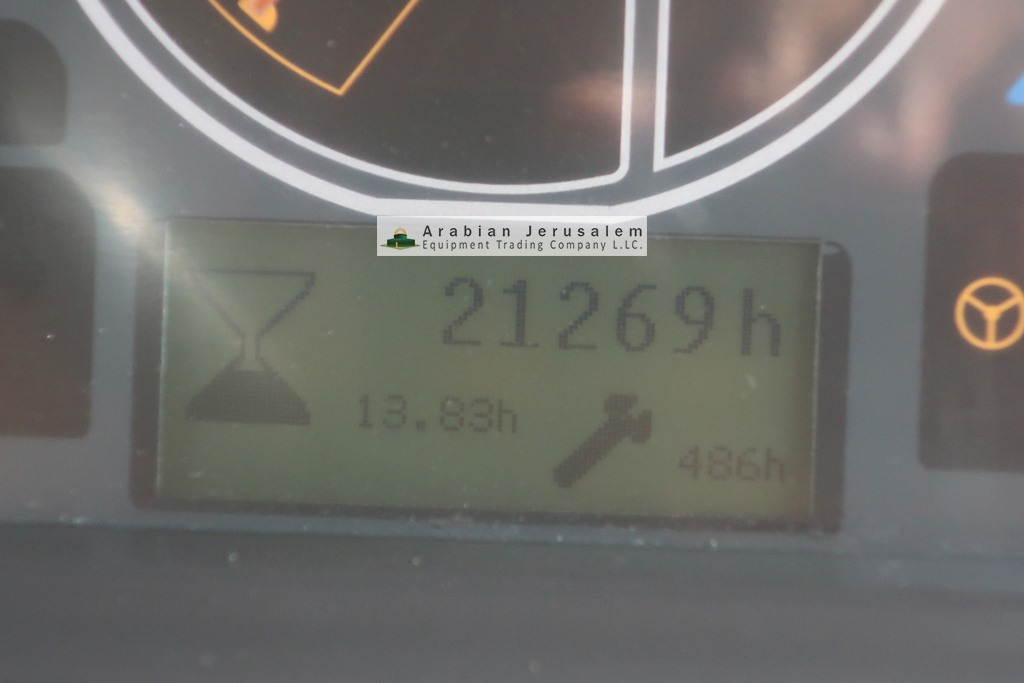 Arabian Jerusalem
Equipment Trading Company L.L.C.
21269h
13.83h
486h